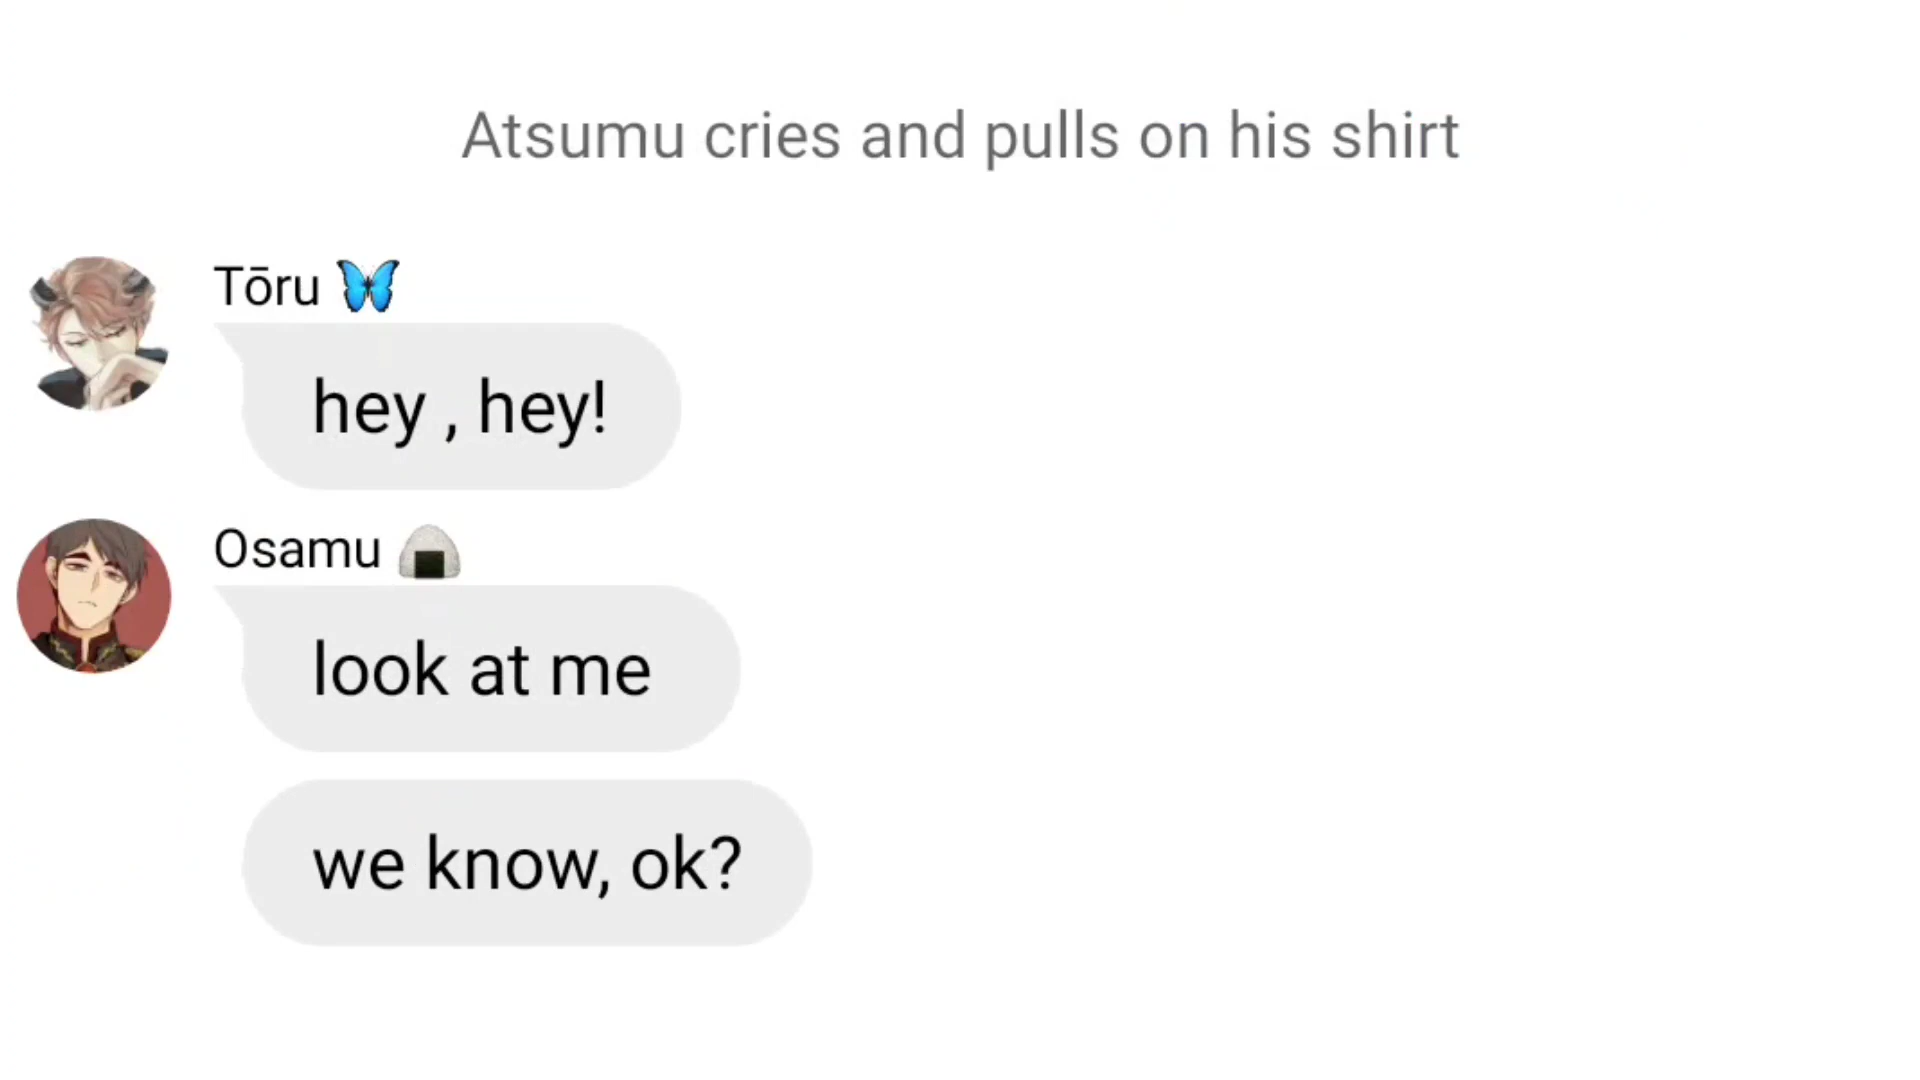 Atsumu cries and pulls on his shirt
Tōru 🦋
hey , hey!
Osamu 🍙
look at me
we know, ok?